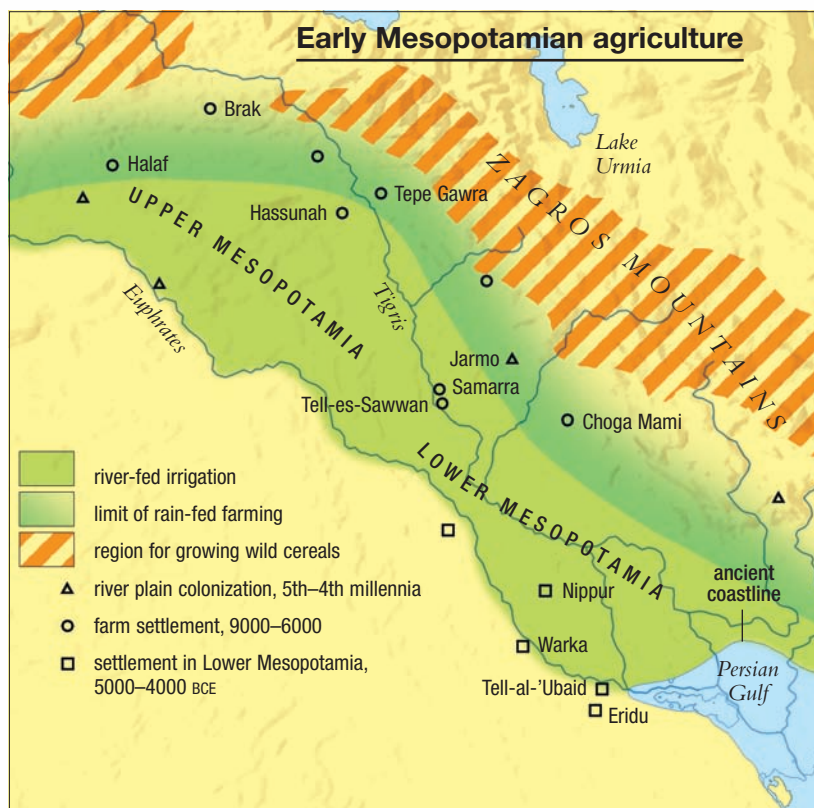 Early Mesopotamian agriculture
Brak
Lake
Urmia
Halaf
Tepe Gawra
ZAGROS MOUNTAINS
Hassunah
UPPER MESOPOTAMIA
Tigris
Euphrates
Jarmo
Samarra
Tell-es-Sawwan
Choga Mami
LOWER MESOPOTAMIA
river-fed irrigation
limit of rain-fed farming
region for growing wild cereals
river plain colonization, 5th–4th millennia
farm settlement, 9000–6000
settlement in Lower Mesopotamia,
5000–4000 BCE
ancient
coastline
Nippur
Warka
Persian
Gulf
Tell-al-'Ubaid
Eridu